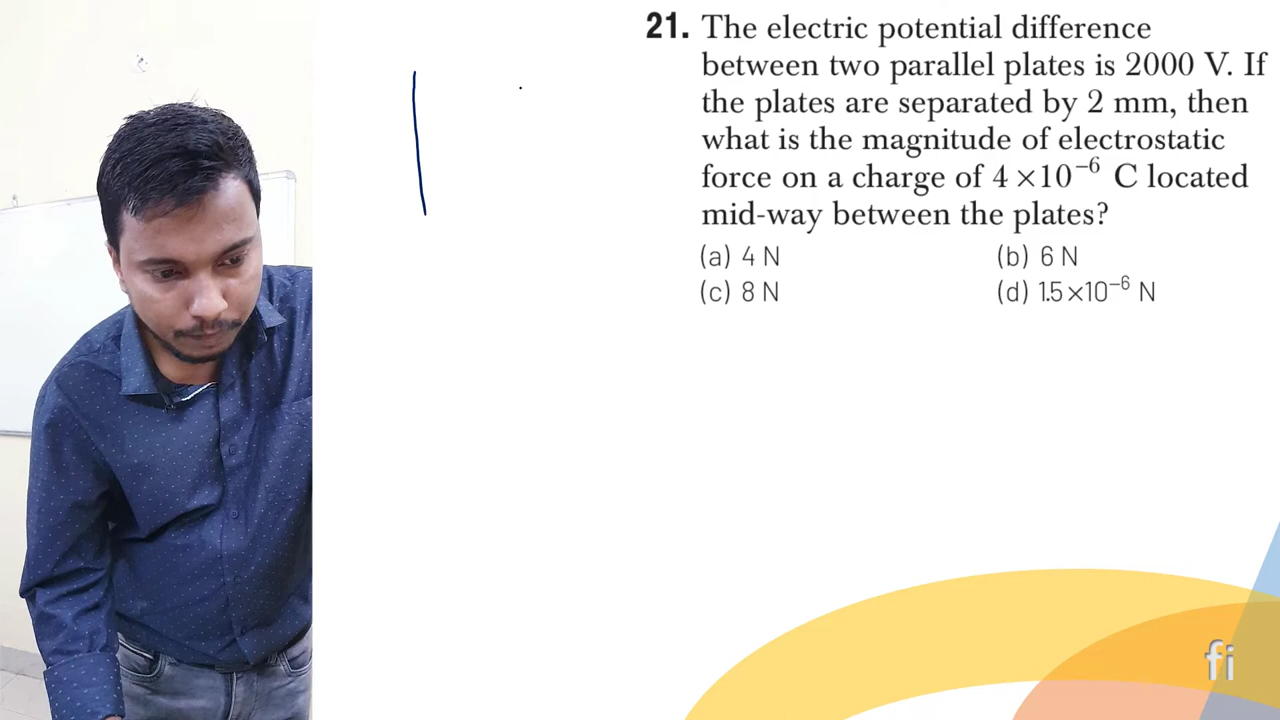 21. The electric potential difference
between two parallel plates is 2000 V. If
the plates are separated by 2 mm, then
what is the magnitude of electrostatic
force on a charge of 4 ×10⁻⁶ C located
mid-way between the plates?
(a) 4 N (b) 6 N
(c) 8 N (d) 1.5 ×10⁻⁶ N
fi